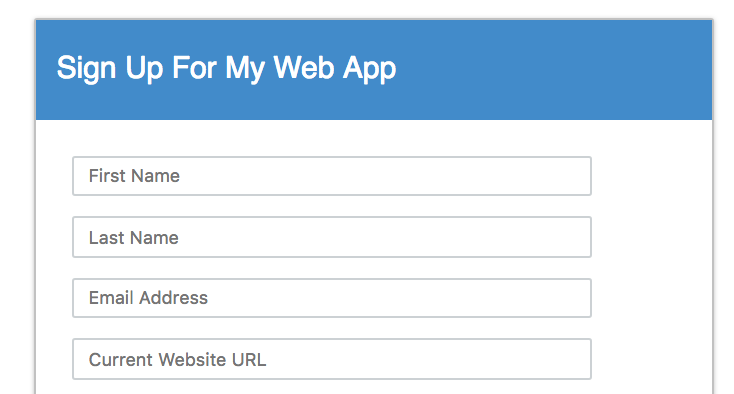 Sign Up For My Web App
First Name
Last Name
Email Address
Current Website URL